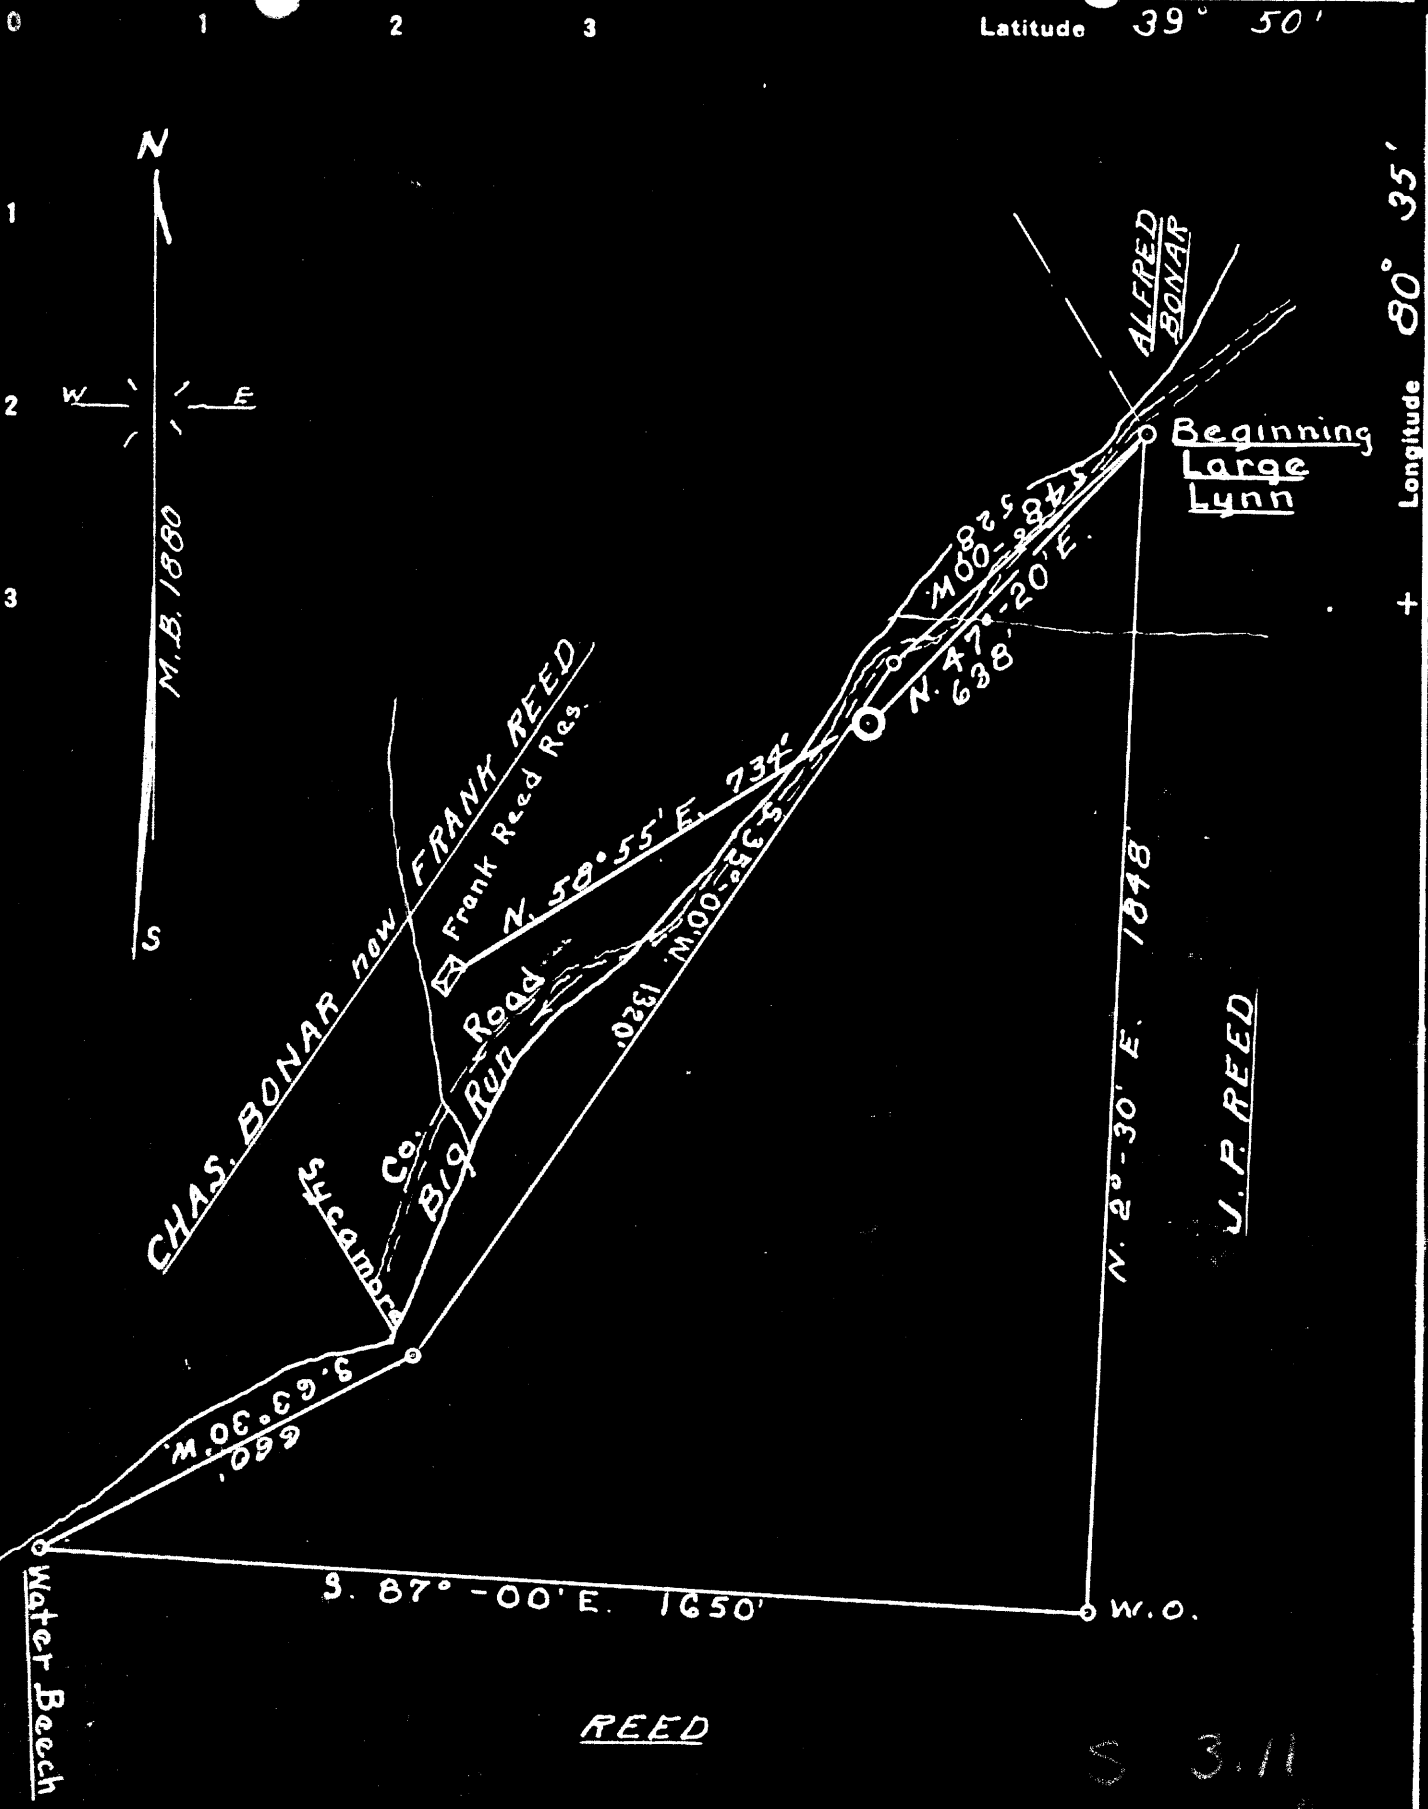 0 1 2 3 Latitude 39° 50'
Longitude 80° 35'
+
1
2
3
N
W E
M.B. 1880
S
ALFRED
BONAR
Beginning
Large
Lynn
528
S 48°-00'W.
N. 47°-20'E.
638'
CHAS. BONAR now FRANK REED
Frank Reed Res.
N. 58°55'E. 734'
S-35°-00'W.
1320'
Co. Road
Big Run
Sycamore
S. 63°30'W.
660'
N. 2°-30' E. 1848'
J. P. REED
S. 87°-00'E. 1650'
W.O.
Water Beech
REED
S 3.11